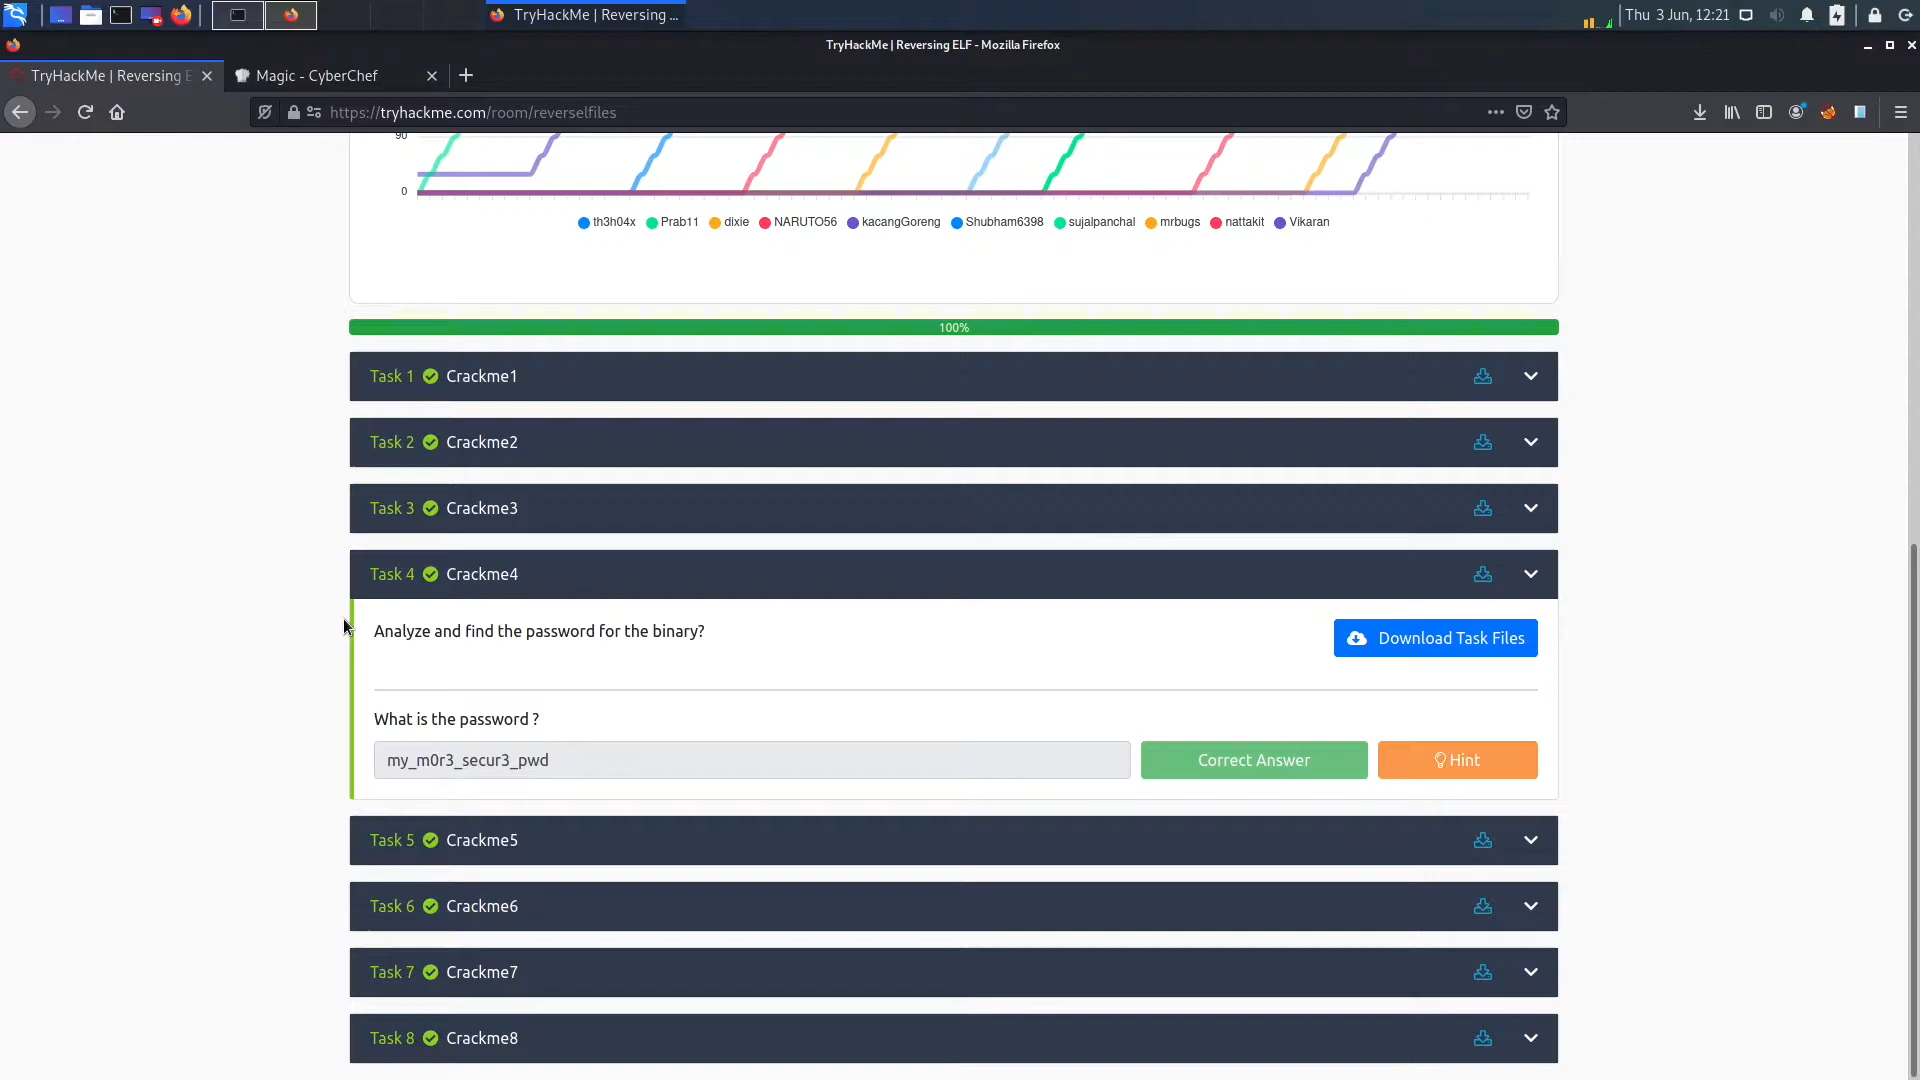 TryHackMe | Reversing ...
Thu 3 Jun, 12:21
TryHackMe | Reversing ELF - Mozilla Firefox
TryHackMe | Reversing E
Magic - CyberChef
https://tryhackme.com/room/reverselfiles
90
0
th3h04x Prab11 dixie NARUTO56 kacangGoreng Shubham6398 sujalpanchal mrbugs nattakit Vikaran
100%
Task 1 Crackme1
Task 2 Crackme2
Task 3 Crackme3
Task 4 Crackme4
Analyze and find the password for the binary?
Download Task Files
What is the password ?
my_m0r3_secur3_pwd
Correct Answer
Hint
Task 5 Crackme5
Task 6 Crackme6
Task 7 Crackme7
Task 8 Crackme8